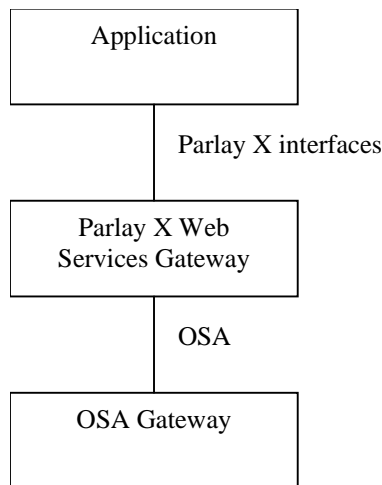 Application
Parlay X interfaces
Parlay X Web
Services Gateway
OSA
OSA Gateway